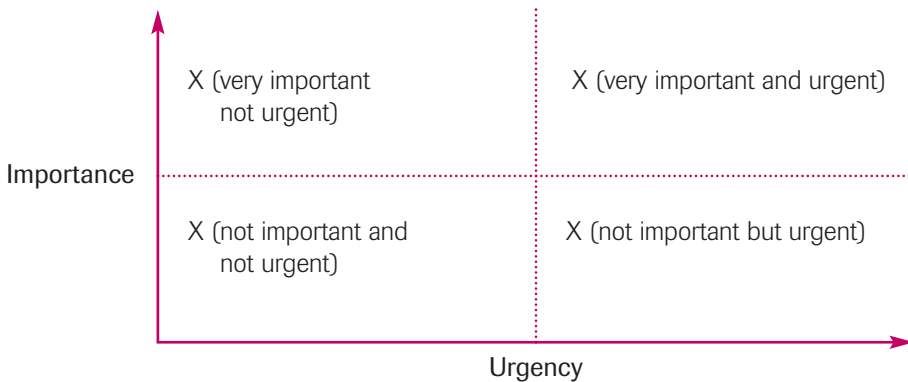 X (very important
not urgent)
X (very important and urgent)
Importance
X (not important and
not urgent)
X (not important but urgent)
Urgency